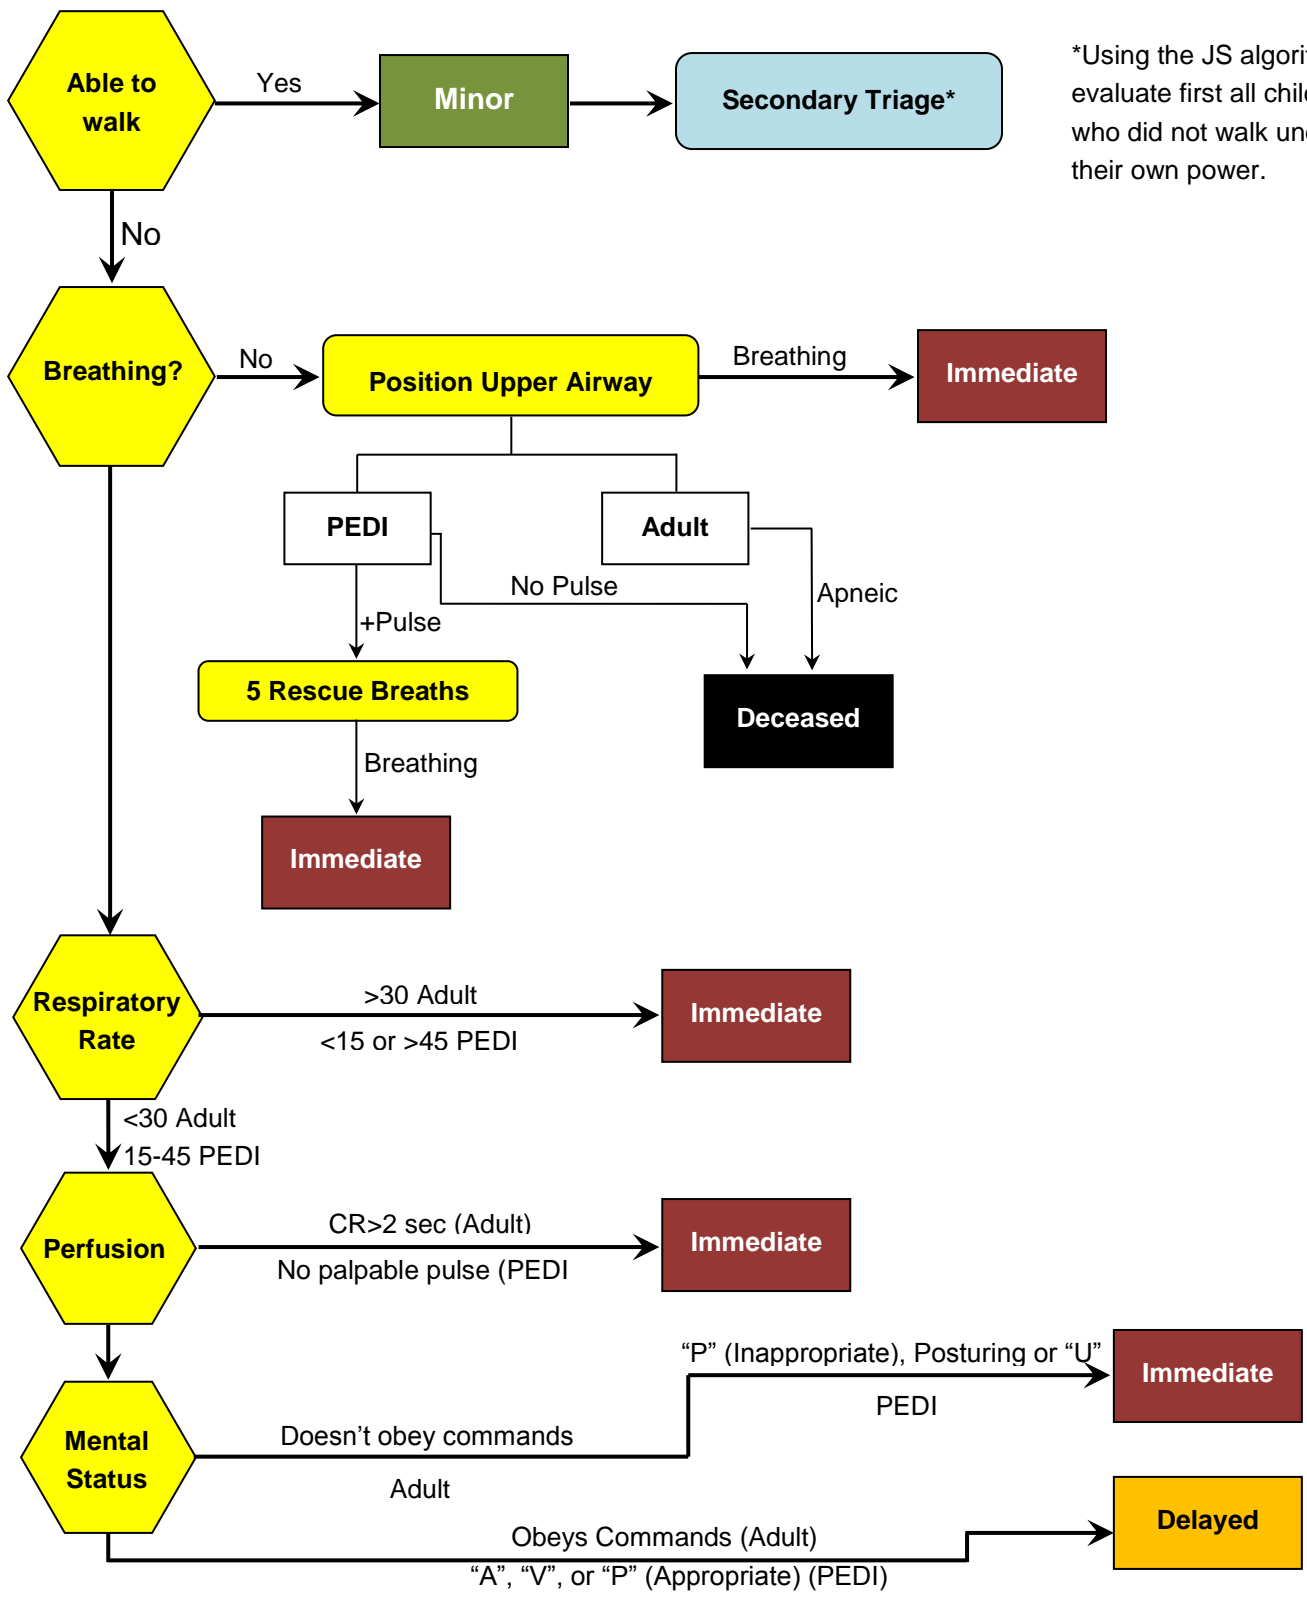 Able to
walk
Yes
Minor
Secondary Triage*
*Using the JS
evaluate first all
who did not walk
their own power.
No
Breathing?
No
Position Upper Airway
Breathing
Immediate
PEDI
Adult
No Pulse
Apneic
+Pulse
5 Rescue Breaths
Deceased
Breathing
Immediate
Respiratory
Rate
>30 Adult
<15 or >45 PEDI
Immediate
<30 Adult
15-45 PEDI
Perfusion
CR>2 sec (Adult)
No palpable pulse (PEDI
Immediate
“P” (Inappropriate), Posturing or “U”
PEDI
Immediate
Mental
Status
Doesn’t obey commands
Adult
Obeys Commands (Adult)
“A”, “V”, or “P” (Appropriate) (PEDI)
Delayed